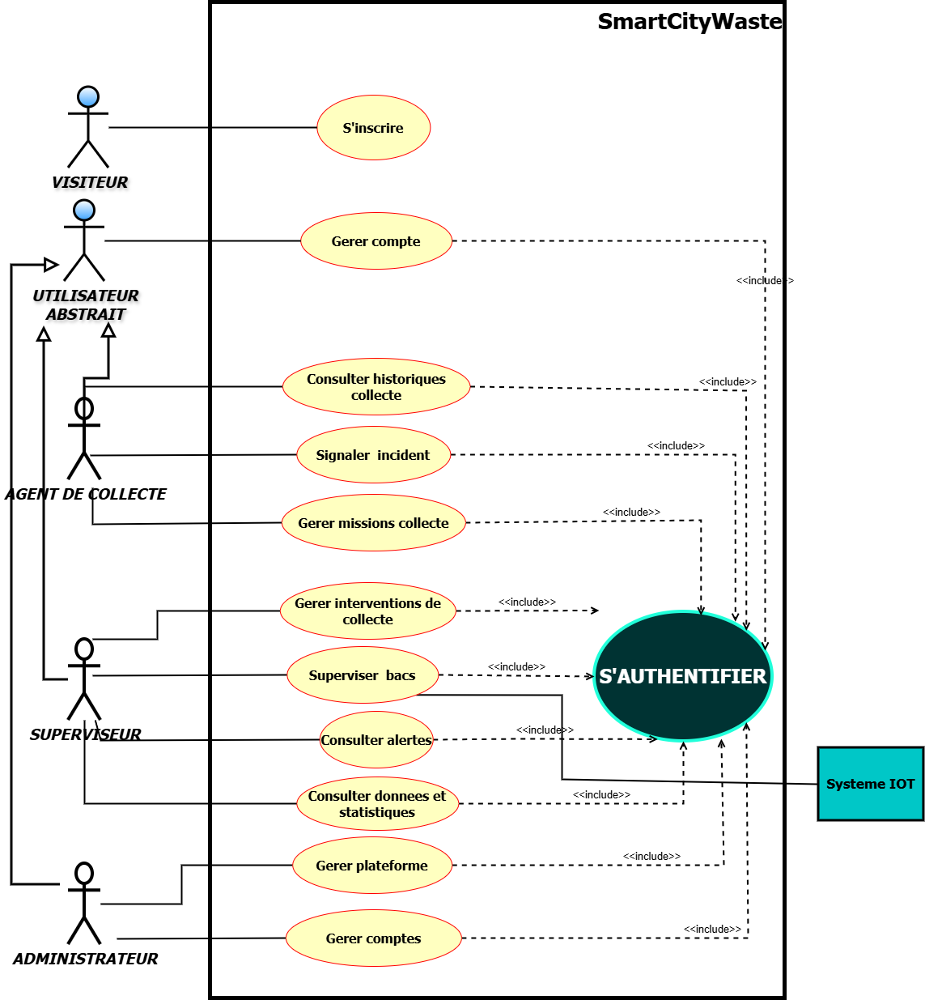 SmartCityWaste
S'inscrire
VISITEUR
Gerer compte
<<include>>
UTILISATEUR
ABSTRAIT
Consulter historiques
collecte
<<include>>
Signaler  incident
<<include>>
AGENT DE COLLECTE
Gerer missions collecte
<<include>>
Gerer interventions de
collecte
<<include>>
Superviser  bacs
<<include>>
S'AUTHENTIFIER
SUPERVISEUR
Consulter alertes
<<include>>
Systeme IOT
Consulter donnees et
statistiques
<<include>>
Gerer plateforme
<<include>>
Gerer comptes
<<include>>
ADMINISTRATEUR